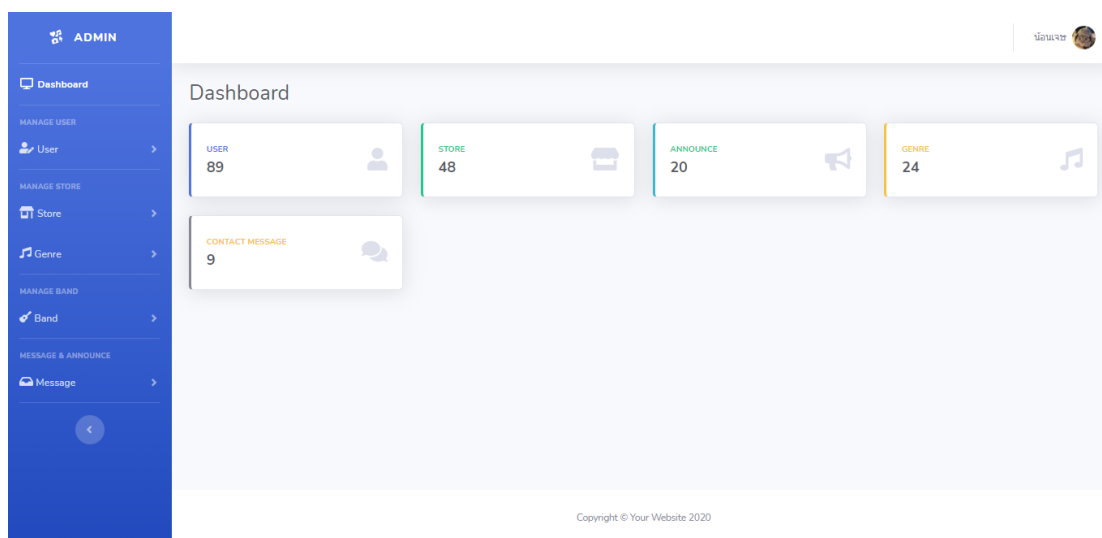 ADMIN
น้อนเจษ
Dashboard
Dashboard
MANAGE USER
User
MANAGE STORE
Store
Genre
MANAGE BAND
Band
MESSAGE & ANNOUNCE
Message
USER
89
STORE
48
ANNOUNCE
20
GENRE
24
CONTACT MESSAGE
9
Copyright © Your Website 2020